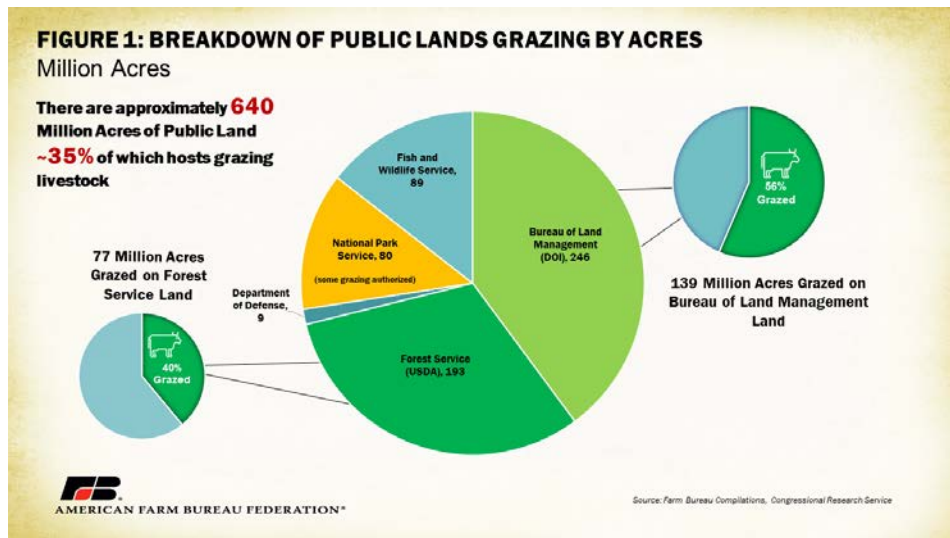 FIGURE 1: BREAKDOWN OF PUBLIC LANDS GRAZING BY ACRES
Million Acres
There are approximately 640
Million Acres of Public Land
~35% of which hosts grazing
livestock
Fish and
Wildlife Service,
89
National Park
Service, 80
(some grazing authorized)
Department
of Defense,
9
Bureau of Land
Management
(DOI), 246
Forest Service
(USDA), 193
56%
Grazed
139 Million Acres Grazed on
Bureau of Land Management
Land
77 Million Acres
Grazed on Forest
Service Land
40%
Grazed
FB
AMERICAN FARM BUREAU FEDERATION®
Source: Farm Bureau Compilations, Congressional Research Service